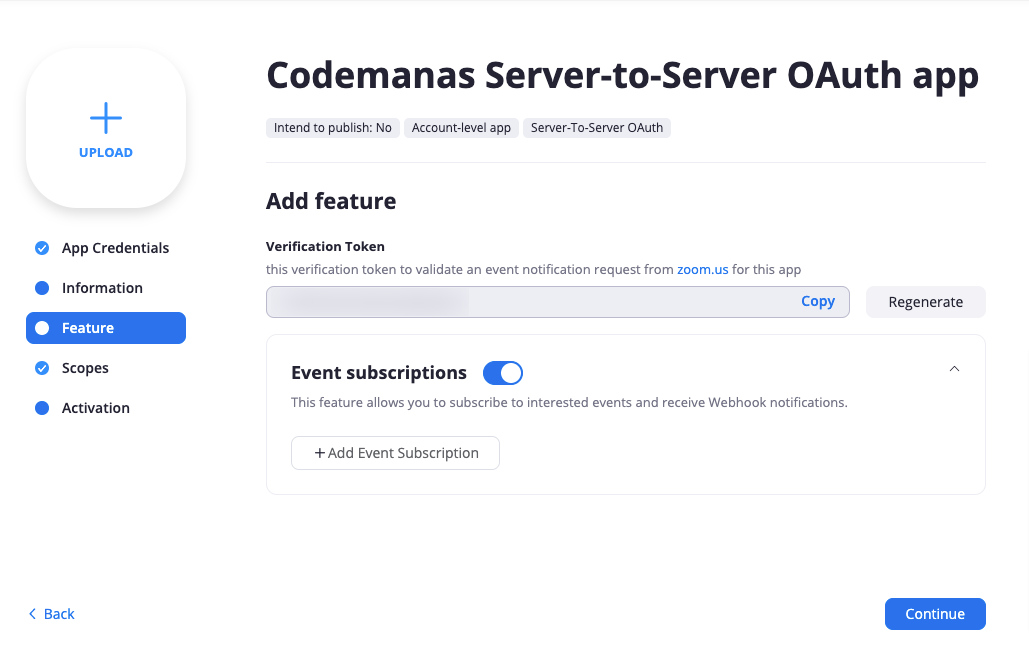 Codemanas Server-to-Server OAuth app
Intend to publish: No Account-level app Server-To-Server OAuth
UPLOAD
App Credentials
Information
Feature
Scopes
Activation
Add feature
Verification Token
this verification token to validate an event notification request from zoom.us for this app
Copy
Regenerate
Event subscriptions
This feature allows you to subscribe to interested events and receive Webhook notifications.
+ Add Event Subscription
Back
Continue